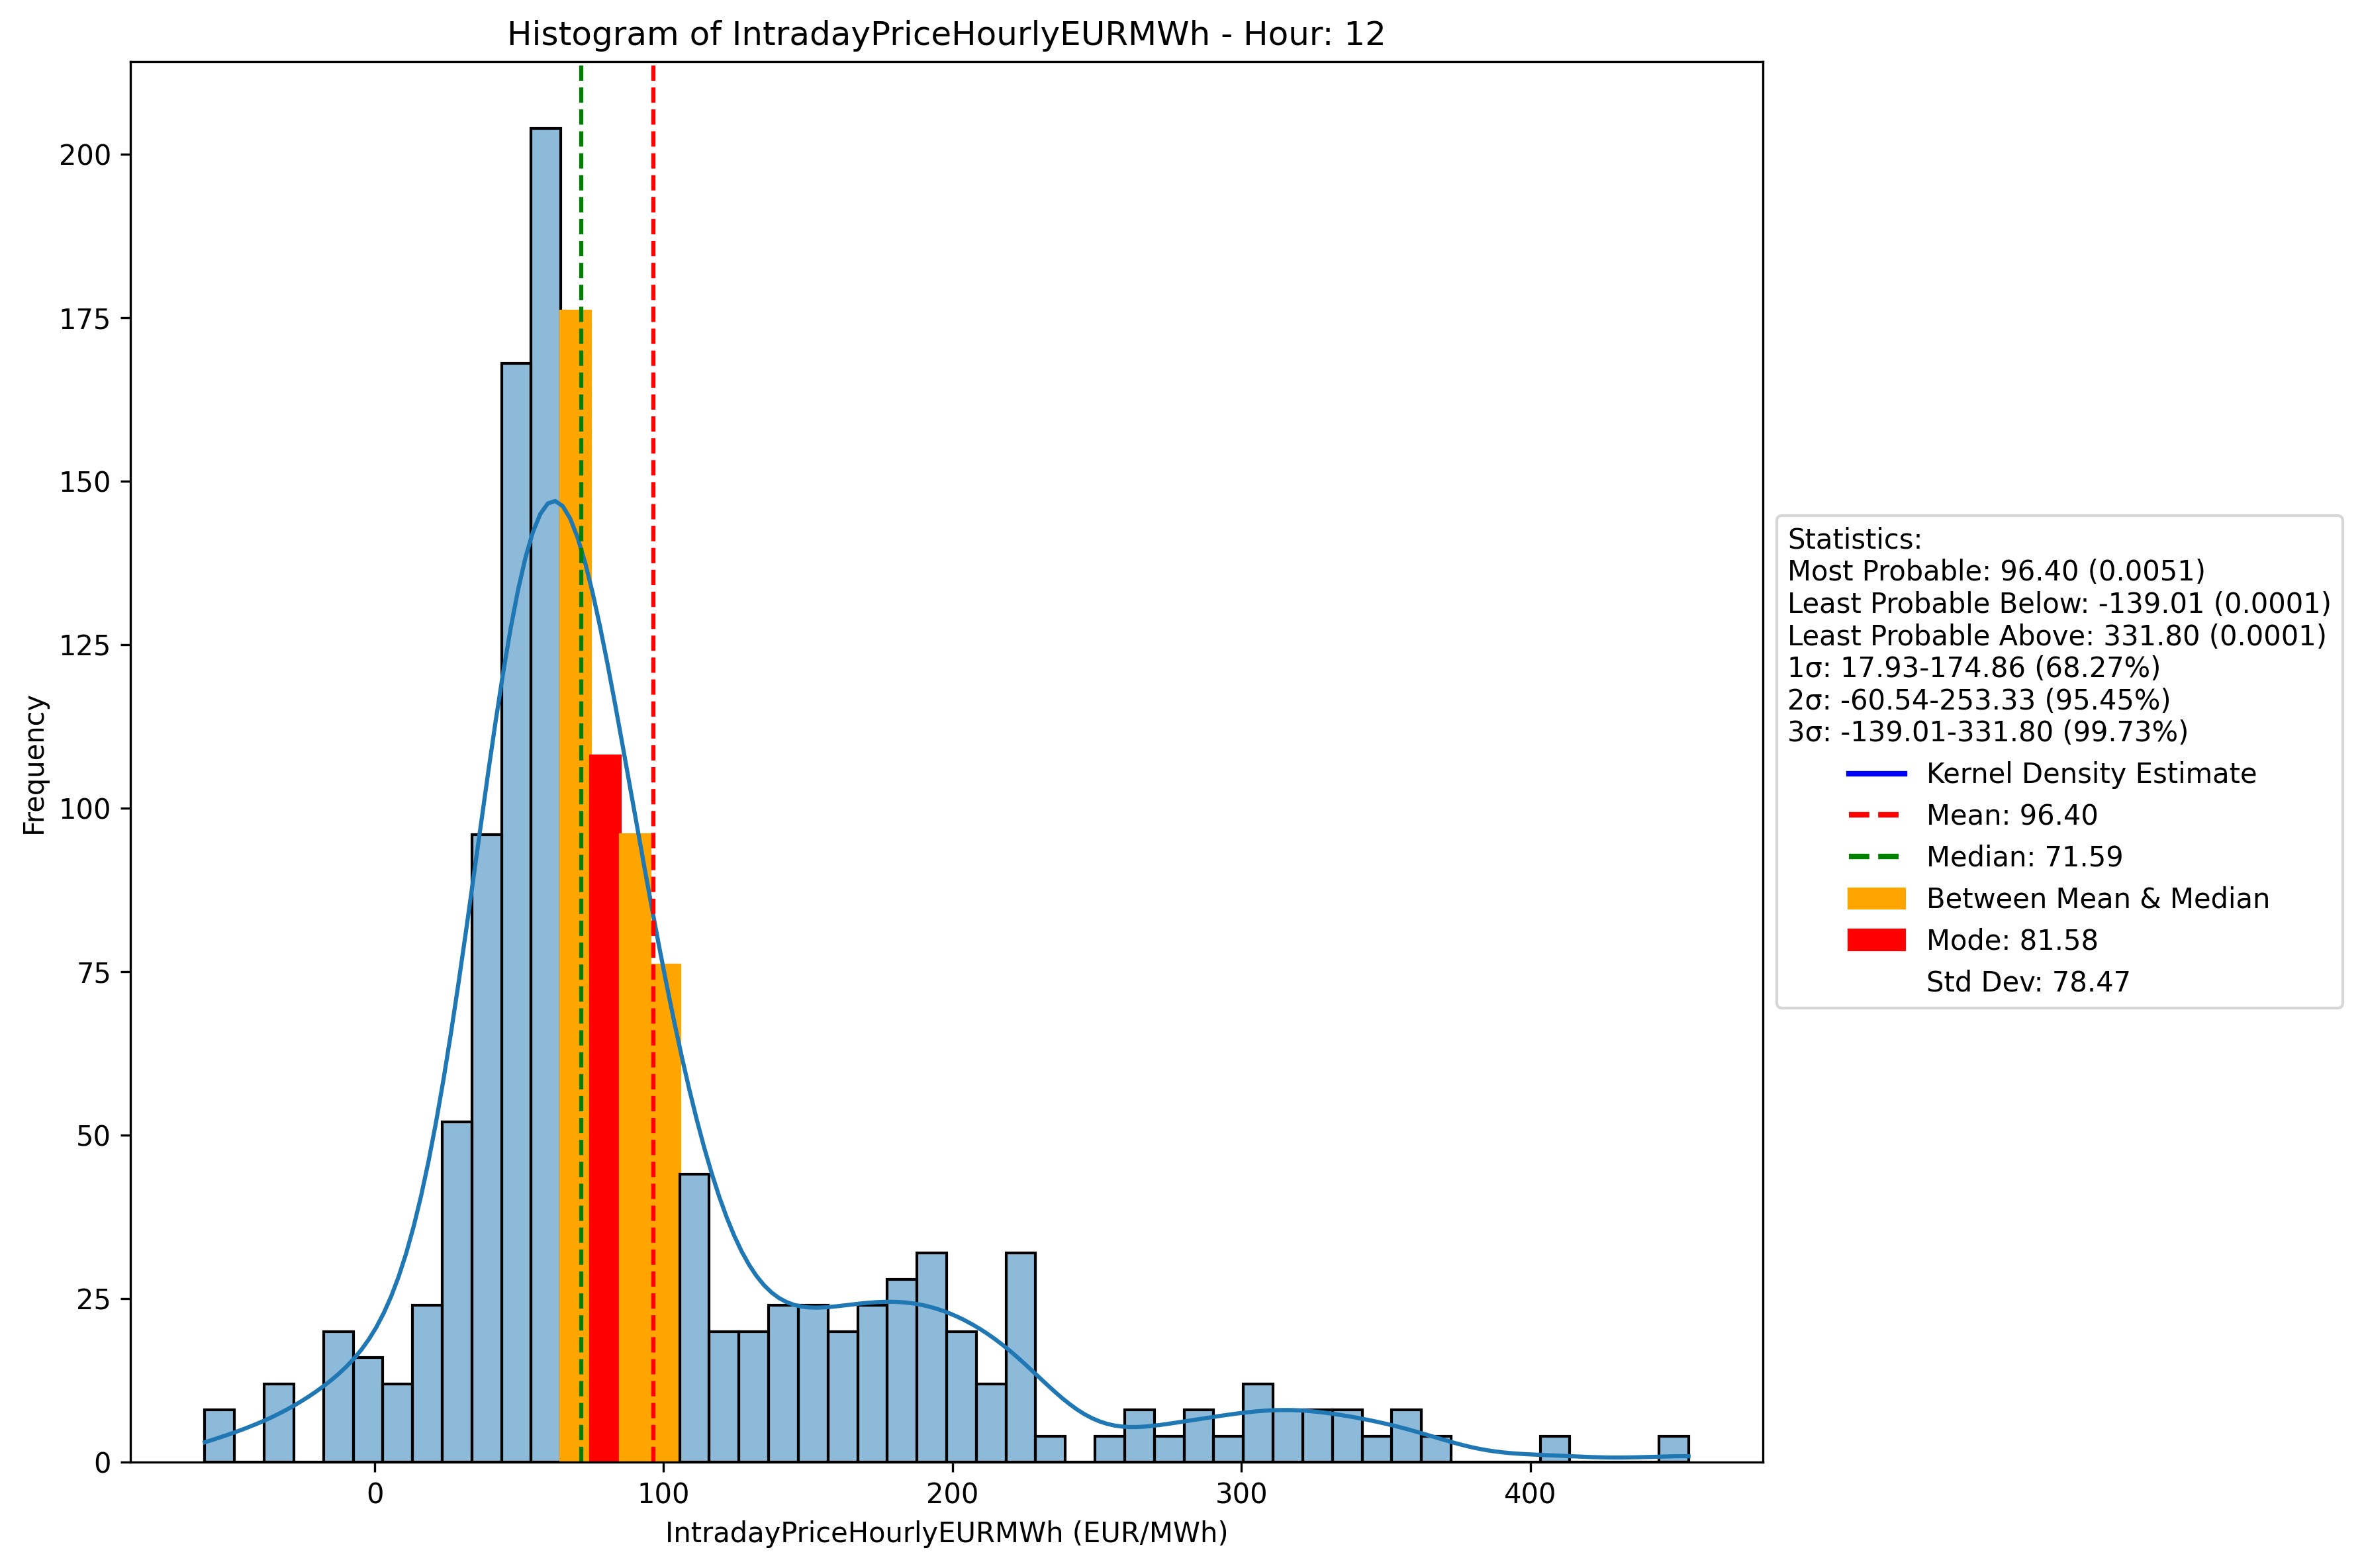 Histogram of IntradayPriceHourlyEURMWh - Hour: 12
Frequency
200
175
150
125
100
75
50
25
0
0 100 200 300 400
IntradayPriceHourlyEURMWh (EUR/MWh)
Statistics:
Most Probable: 96.40 (0.0051)
Least Probable Below: -139.01 (0.0001)
Least Probable Above: 331.80 (0.0001)
1σ: 17.93-174.86 (68.27%)
2σ: -60.54-253.33 (95.45%)
3σ: -139.01-331.80 (99.73%)
Kernel Density Estimate
Mean: 96.40
Median: 71.59
Between Mean & Median
Mode: 81.58
Std Dev: 78.47